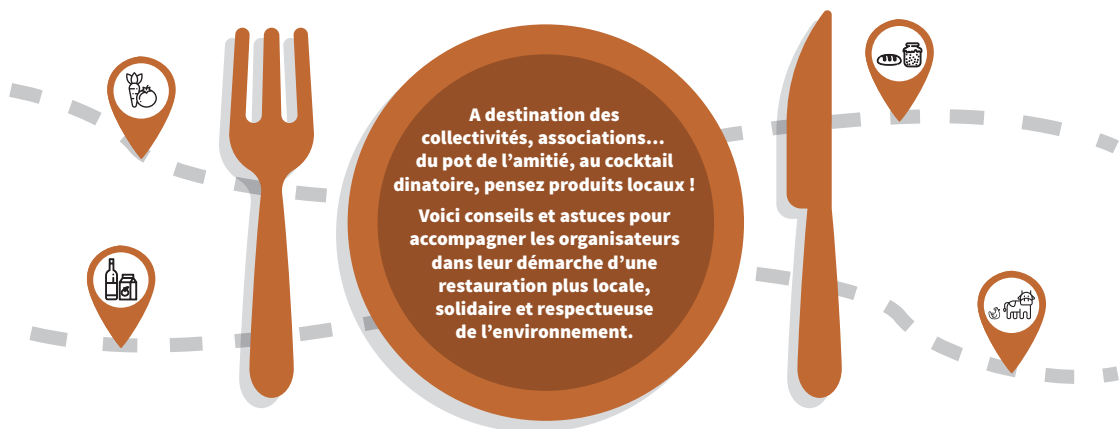 A destination des
collectivités, associations...
du pot de l’amitié, au cocktail
dinatoire, pensez produits locaux !
Voici conseils et astuces pour
accompagner les organisateurs
dans leur démarche d’une
restauration plus locale,
solidaire et respectueuse
de l’environnement.